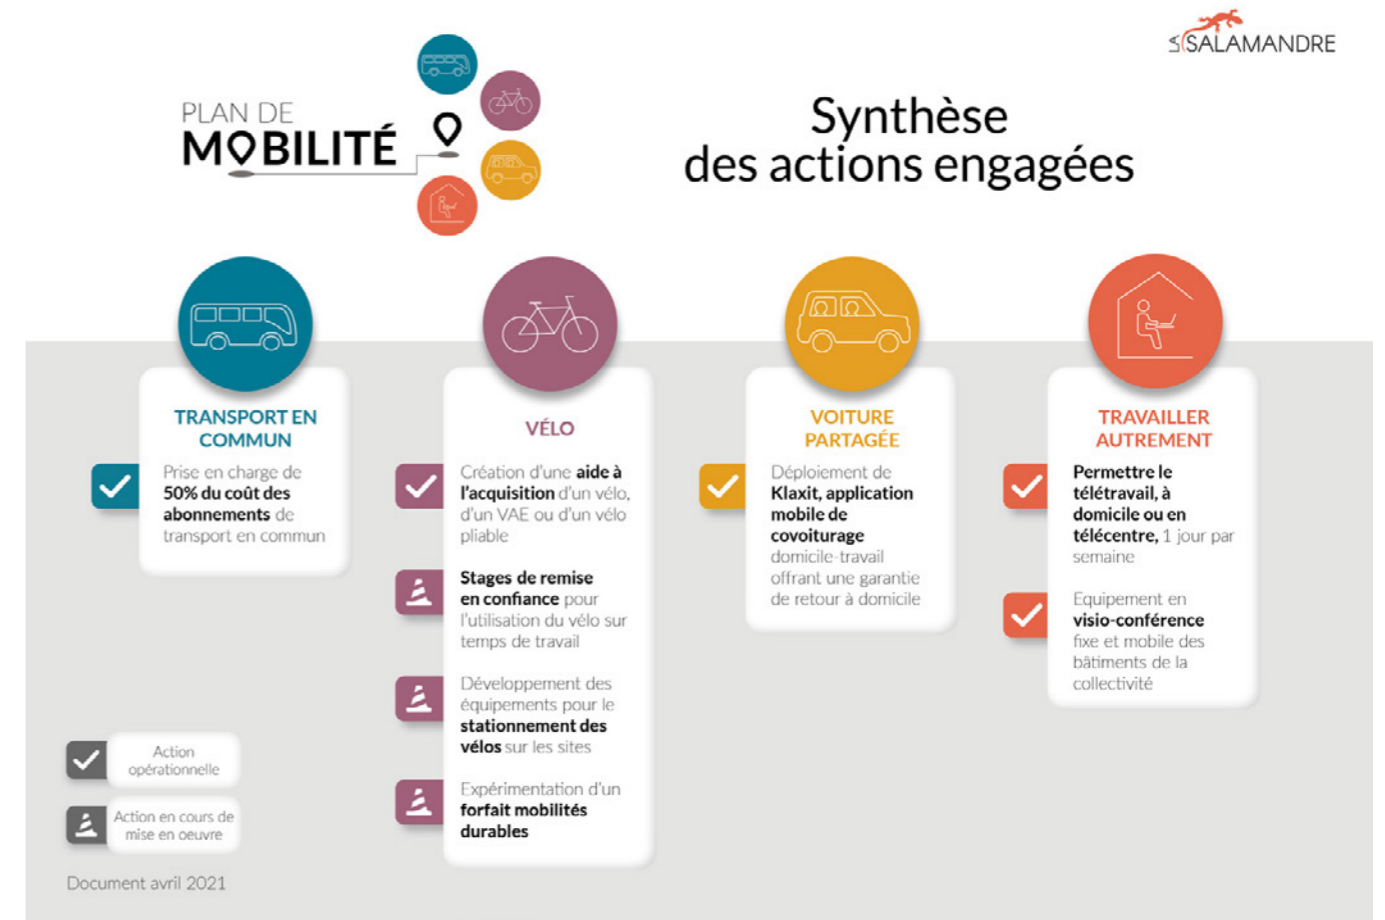 LA SALAMANDRE
PLAN DE
MOBILITÉ
Synthèse
des actions engagées
TRANSPORT EN
COMMUN
Prise en charge de
50% du coût des
abonnements de
transport en commun
VÉLO
Création d'une aide à
l'acquisition d'un vélo,
d'un VAE ou d'un vélo
pliable
Stages de remise
en confiance pour
l'utilisation du vélo sur
temps de travail
Développement des
équipements pour le
stationnement des
vélos sur les sites
Expérimentation d'un
forfait mobilités
durables
VOITURE
PARTAGÉE
Déploiement de
Klaxit, application
mobile de
covoiturage
domicile-travail
offrant une garantie
de retour à domicile
TRAVAILLER
AUTREMENT
Permettre le
télétravail, à
domicile ou en
télécentre, 1 jour par
semaine
Equipement en
visio-conférence
fixe et mobile des
bâtiments de la
collectivité
Action
opérationnelle
Action en cours de
mise en oeuvre
Document avril 2021